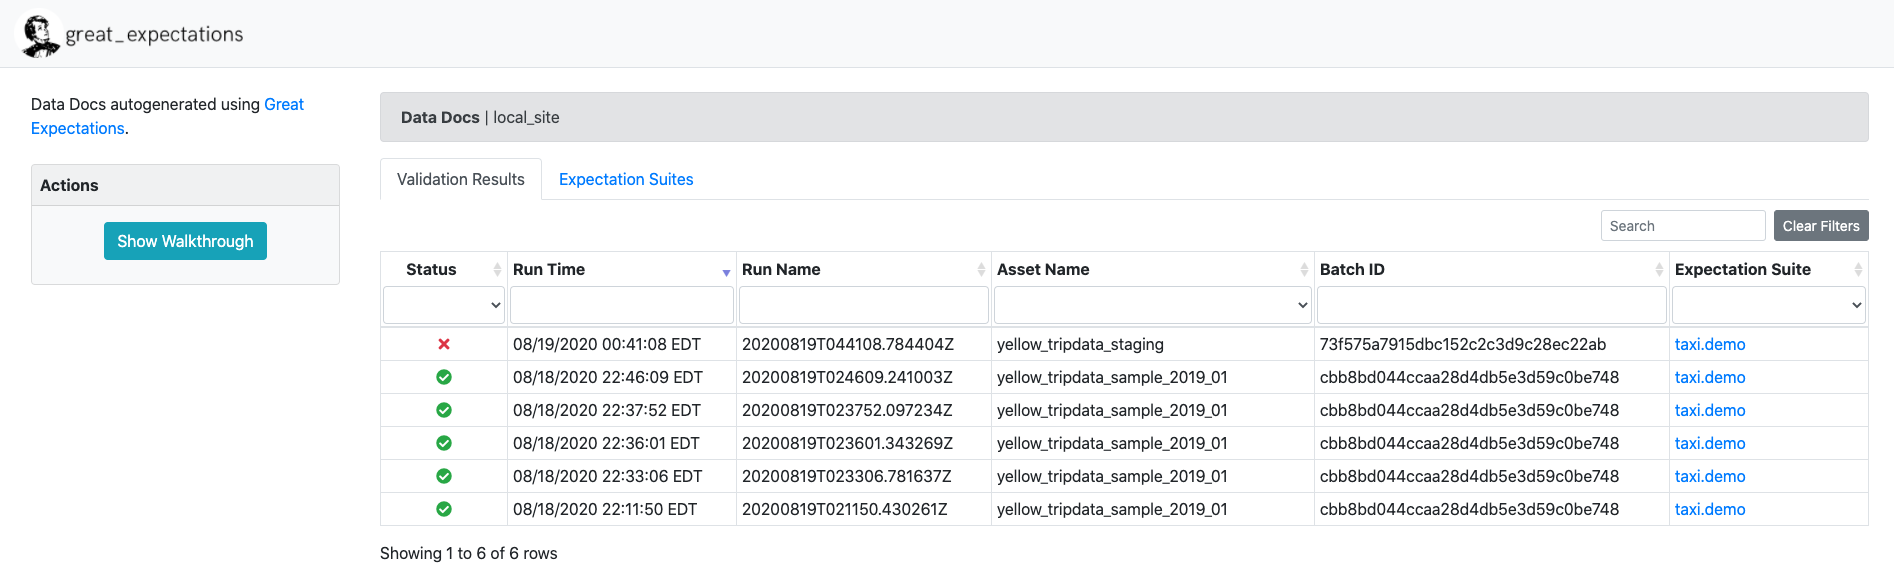 great_expectations
Data Docs autogenerated using Great
Expectations.
Actions
Show Walkthrough
Data Docs | local_site
Validation Results Expectation Suites
Search Clear Filters
Status Run Time Run Name Asset Name Batch ID Expectation Suite
08/19/2020 00:41:08 EDT 20200819T044108.784404Z yellow_tripdata_staging 73f575a7915dbc152c2c3d9c28ec22ab taxi.demo
08/18/2020 22:46:09 EDT 20200819T024609.241003Z yellow_tripdata_sample_2019_01 cbb8bd044ccaa28d4db5e3d59c0be748 taxi.demo
08/18/2020 22:37:52 EDT 20200819T023752.097234Z yellow_tripdata_sample_2019_01 cbb8bd044ccaa28d4db5e3d59c0be748 taxi.demo
08/18/2020 22:36:01 EDT 20200819T023601.343269Z yellow_tripdata_sample_2019_01 cbb8bd044ccaa28d4db5e3d59c0be748 taxi.demo
08/18/2020 22:33:06 EDT 20200819T023306.781637Z yellow_tripdata_sample_2019_01 cbb8bd044ccaa28d4db5e3d59c0be748 taxi.demo
08/18/2020 22:11:50 EDT 20200819T021150.430261Z yellow_tripdata_sample_2019_01 cbb8bd044ccaa28d4db5e3d59c0be748 taxi.demo
Showing 1 to 6 of 6 rows